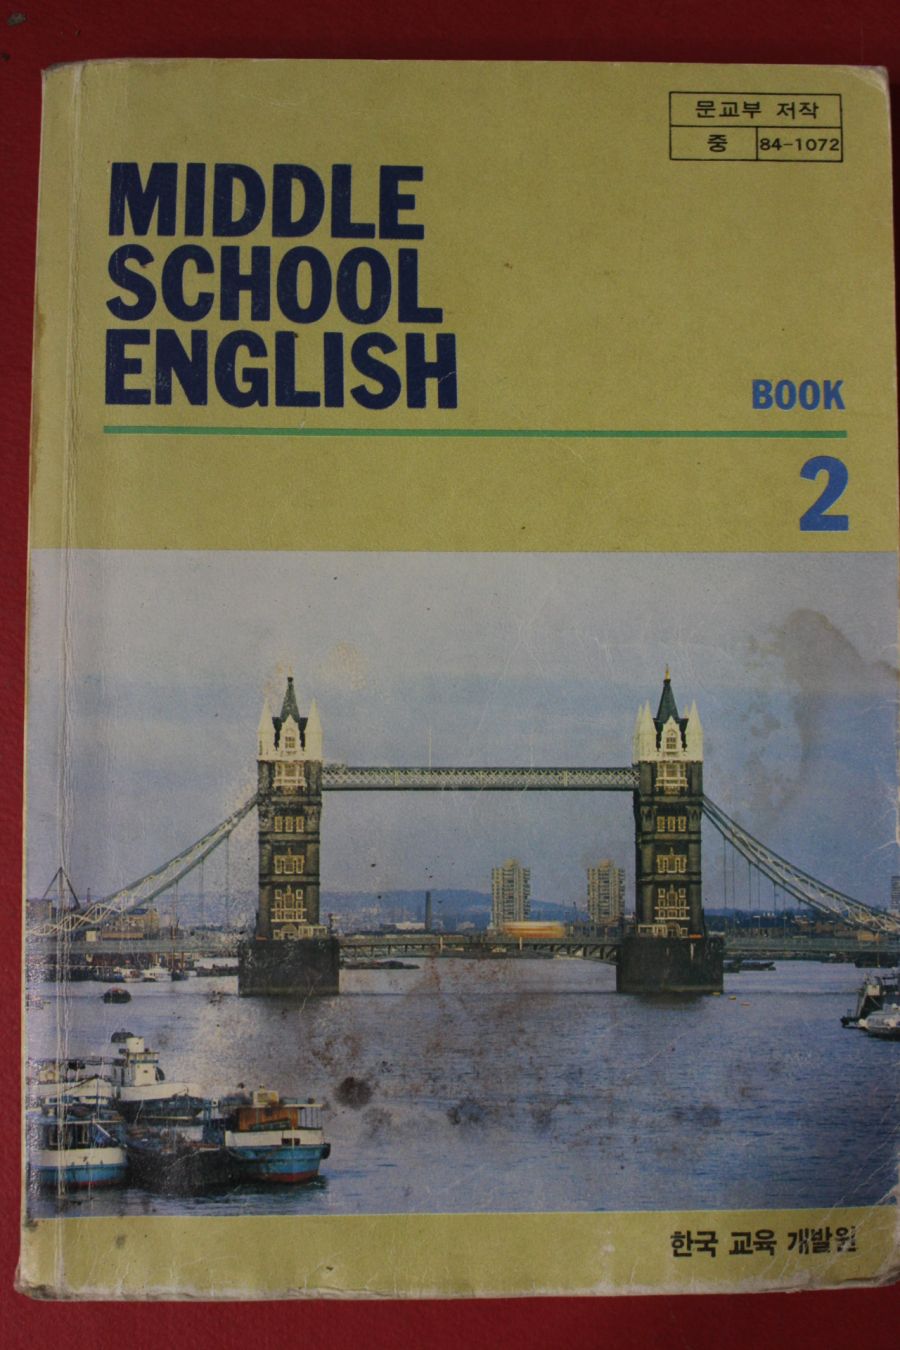 문교부 저작
중 84-1072
MIDDLE
SCHOOL
ENGLISH
BOOK
2
한국 교육 개발원